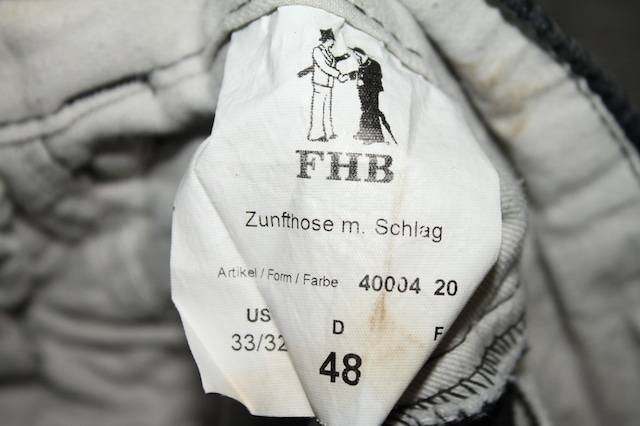 FHB
Zunfthose m. Schlag
Artikel / Form / Farbe 40004 20
US D F
33/32 48